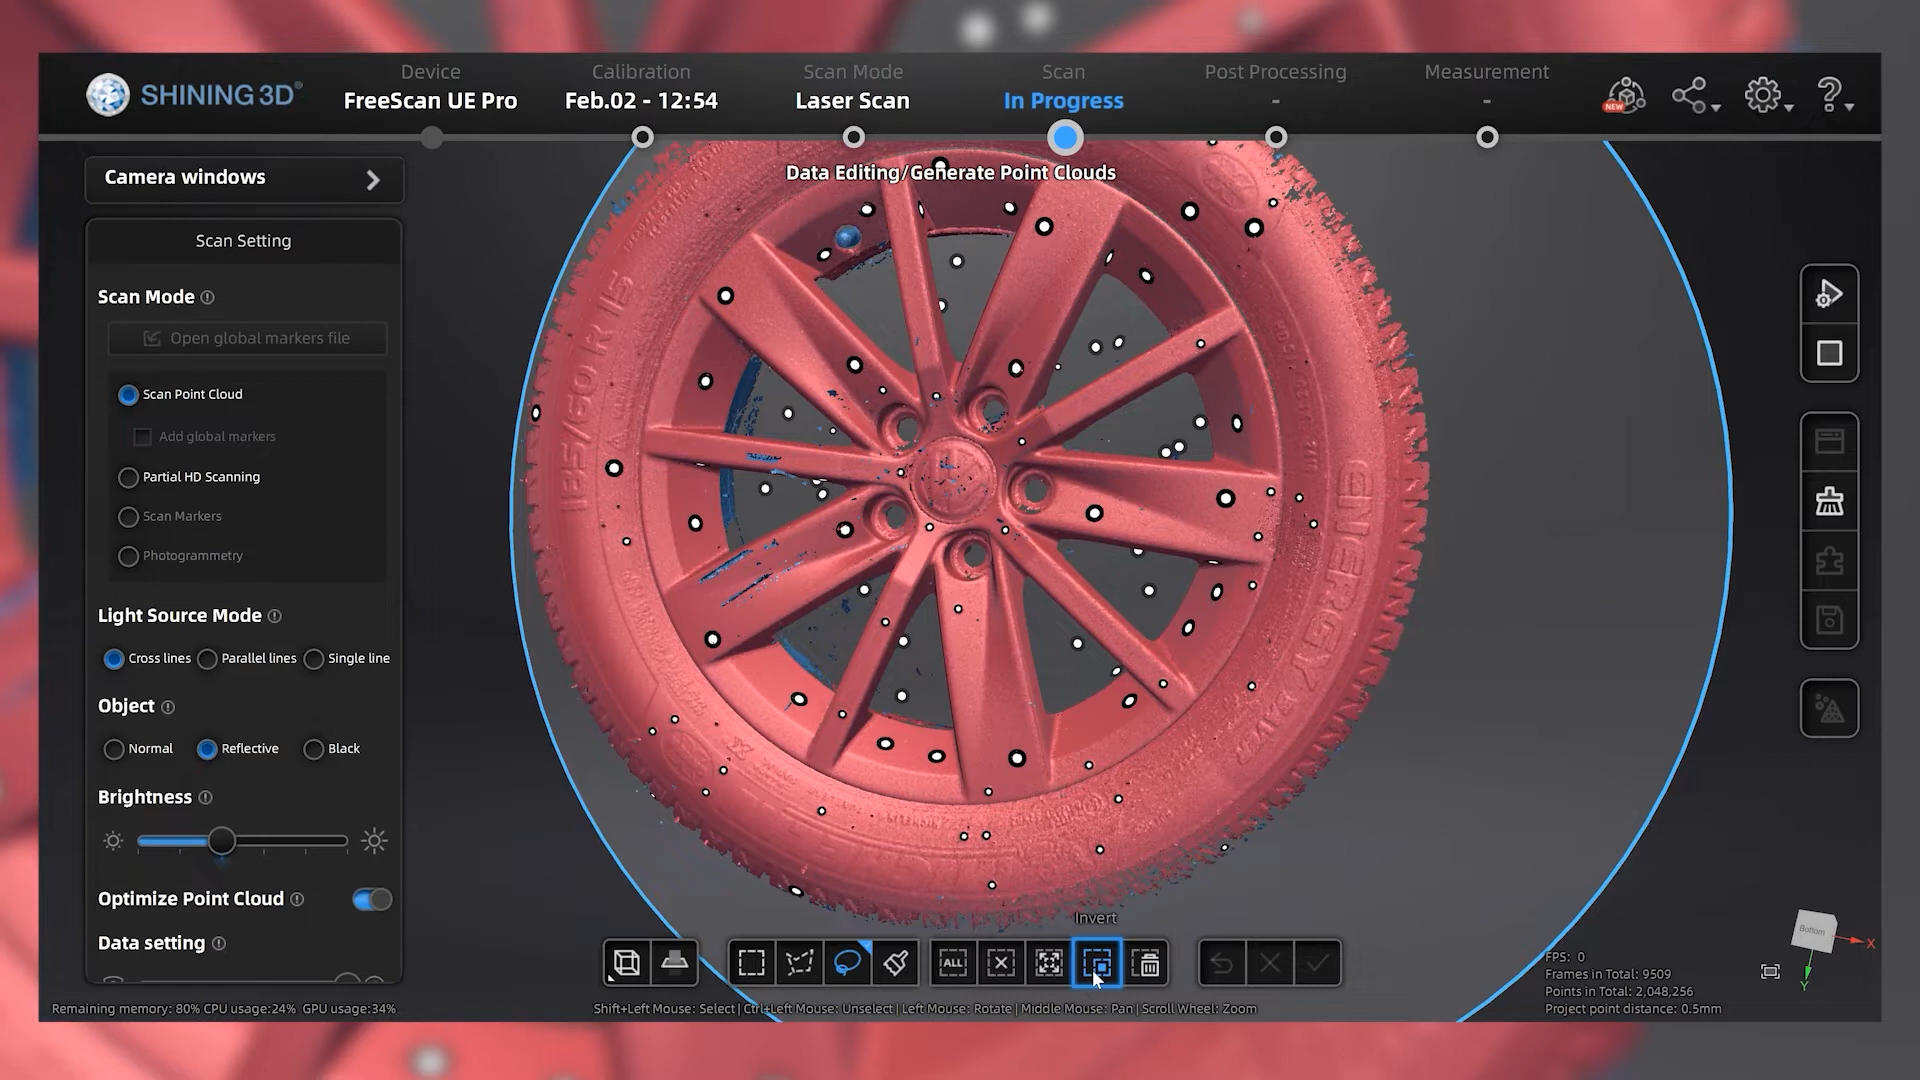 SHINING 3D®
Device
FreeScan UE Pro
Calibration
Feb.02 - 12:54
Scan Mode
Laser Scan
Scan
In Progress
Post Processing
-
Measurement
-
NEW
Data Editing/Generate Point Clouds
Camera windows
Scan Setting
Scan Mode
Open global markers file
Scan Point Cloud
Add global markers
Partial HD Scanning
Scan Markers
Photogrammetry
Light Source Mode
Cross lines Parallel lines Single line
Object
Normal Reflective Black
Brightness
Optimize Point Cloud
Data setting
185/60 R 15
ENERGY SAVER
Invert
ALL
Bottom
X
Y
FPS: 0
Frames in Total: 9509
Points in Total: 2,048,256
Project point distance: 0.5mm
Remaining memory: 80% CPU usage:24% GPU usage:34%
Shift+Left Mouse: Select | Ctrl+Left Mouse: Unselect | Left Mouse: Rotate | Middle Mouse: Pan | Scroll Wheel: Zoom